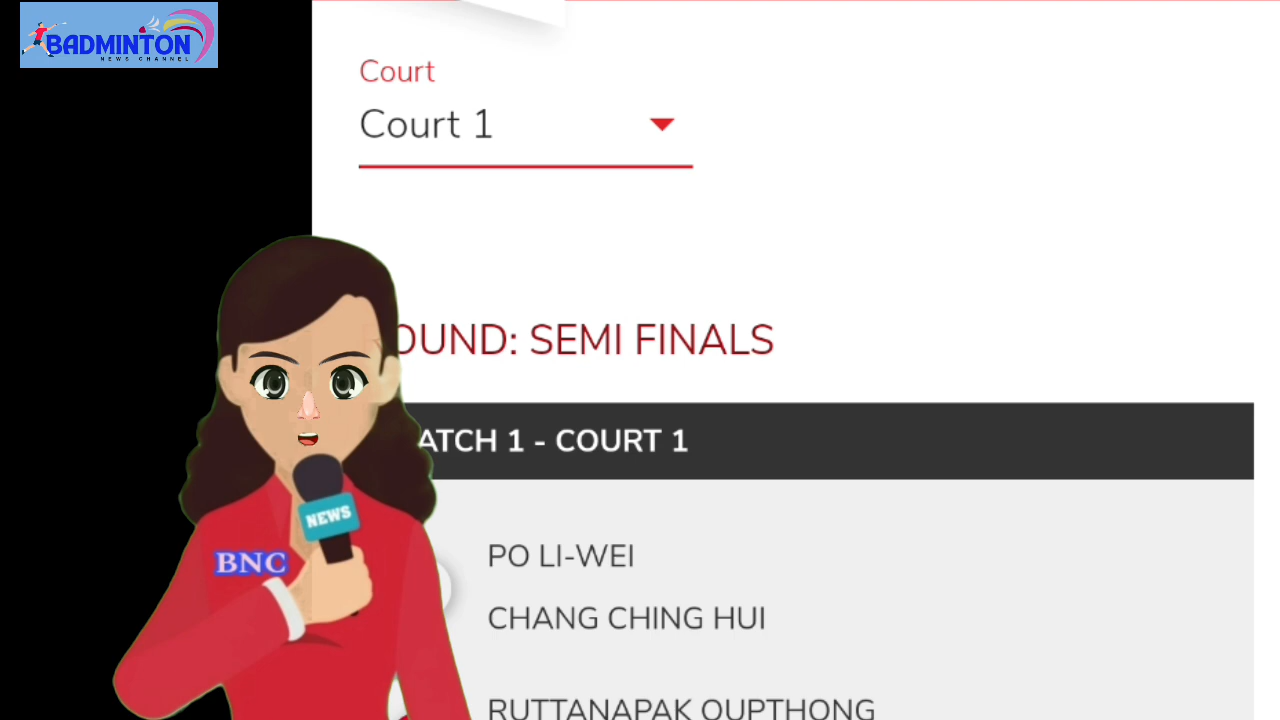 BADMINTON
NEWS CHANNEL
Court
Court 1
OUND: SEMI FINALS
ATCH 1 - COURT 1
NEWS
BNC
PO LI-WEI
CHANG CHING HUI
RUTTANAPAK OUPTHONG